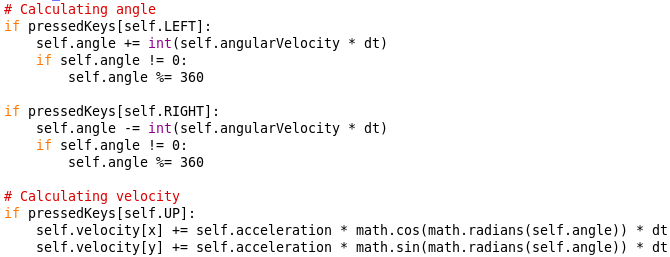 # Calculating angle
if pressedKeys[self.LEFT]:
    self.angle += int(self.angularVelocity * dt)
    if self.angle != 0:
        self.angle %= 360

if pressedKeys[self.RIGHT]:
    self.angle -= int(self.angularVelocity * dt)
    if self.angle != 0:
        self.angle %= 360

# Calculating velocity
if pressedKeys[self.UP]:
    self.velocity[x] += self.acceleration * math.cos(math.radians(self.angle)) * dt
    self.velocity[y] += self.acceleration * math.sin(math.radians(self.angle)) * dt